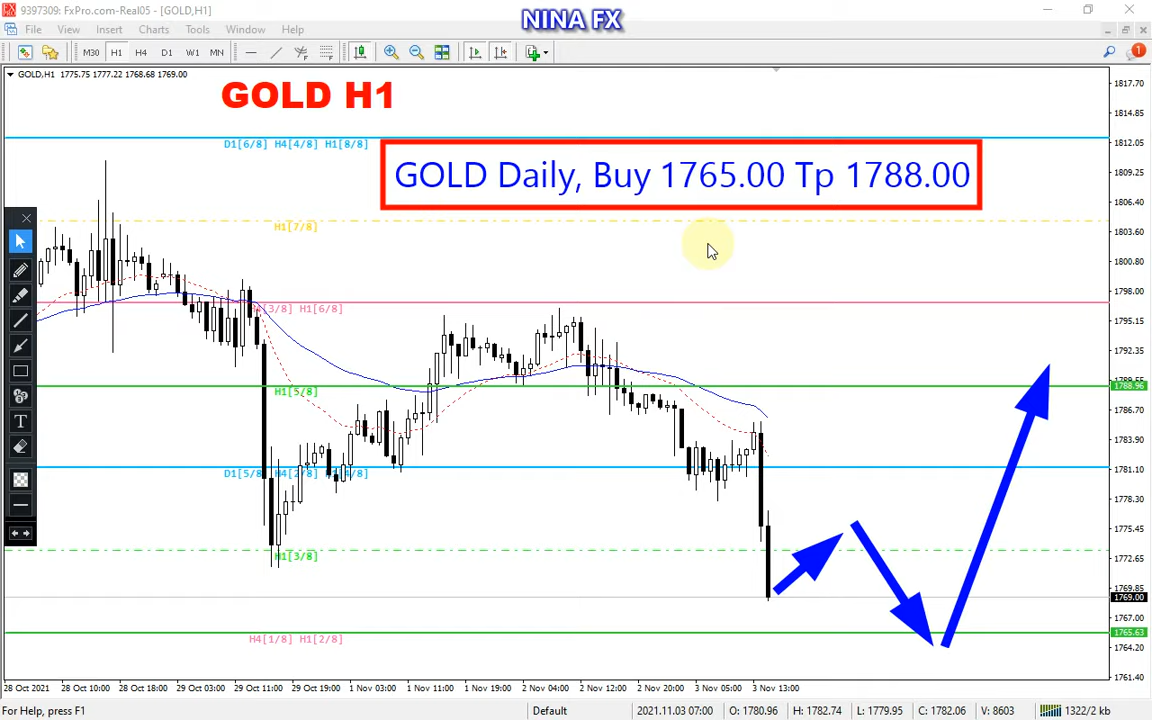 9397309: FxPro.com-Real05 - [GOLD,H1]
NINA FX
File View Insert Charts Tools Window Help
M30 H1 H4 D1 W1 MN
1
GOLD,H1 1775.75 1777.22 1768.68 1769.00
GOLD H1
GOLD Daily, Buy 1765.00 Tp 1788.00
D1[6/8] H4[4/8] H1[8/8]
H1[7/8]
[3/8] H1[6/8]
H1[5/8]
D1[5/8]
H1[3/8]
H4[1/8] H1[2/8]
T
1817.70
1814.85
1812.05
1809.25
1806.40
1803.60
1800.80
1798.00
1795.15
1792.35
1788.96
1786.70
1783.90
1781.10
1778.30
1775.45
1772.65
1769.85
1769.00
1767.00
1765.63
1764.20
1761.40
28 Oct 2021 28 Oct 10:00 28 Oct 18:00 29 Oct 03:00 29 Oct 11:00 29 Oct 19:00 1 Nov 03:00 1 Nov 11:00 1 Nov 19:00 2 Nov 04:00 2 Nov 12:00 2 Nov 20:00 3 Nov 05:00 3 Nov 13:00
For Help, press F1 Default 2021.11.03 07:00 O: 1780.96 H: 1782.74 L: 1779.95 C: 1782.06 V: 8603 1322/2 kb